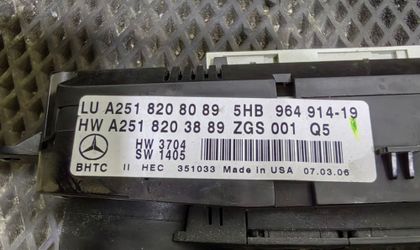 LU A251 820 80 89 5HB 964 914-19
HW A251 820 38 89 ZGS 001 Q5
HW 3704
SW 1405
BHTC II HEC 351033 Made in USA 07.03.06